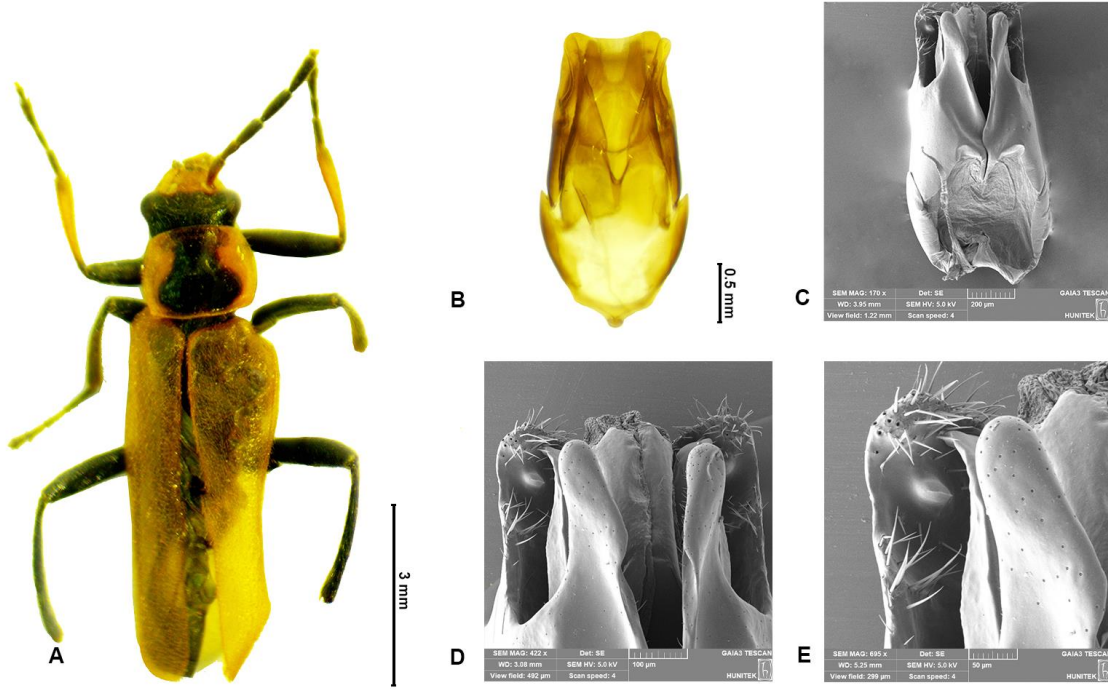 A
3 mm
B
0.5 mm
C
SEM MAG: 170 x Det: SE GAIA3 TESCAN
WD: 3.95 mm SEM HV: 5.0 kV 200 µm
View field: 1.22 mm Scan speed: 4 HUNITEK
D
SEM MAG: 422 x Det: SE GAIA3 TESCAN
WD: 3.08 mm SEM HV: 5.0 kV 100 µm
View field: 492 µm Scan speed: 4 HUNITEK
E
SEM MAG: 695 x Det: SE GAIA3 TESCAN
WD: 5.25 mm SEM HV: 5.0 kV 50 µm
View field: 299 µm Scan speed: 4 HUNITEK